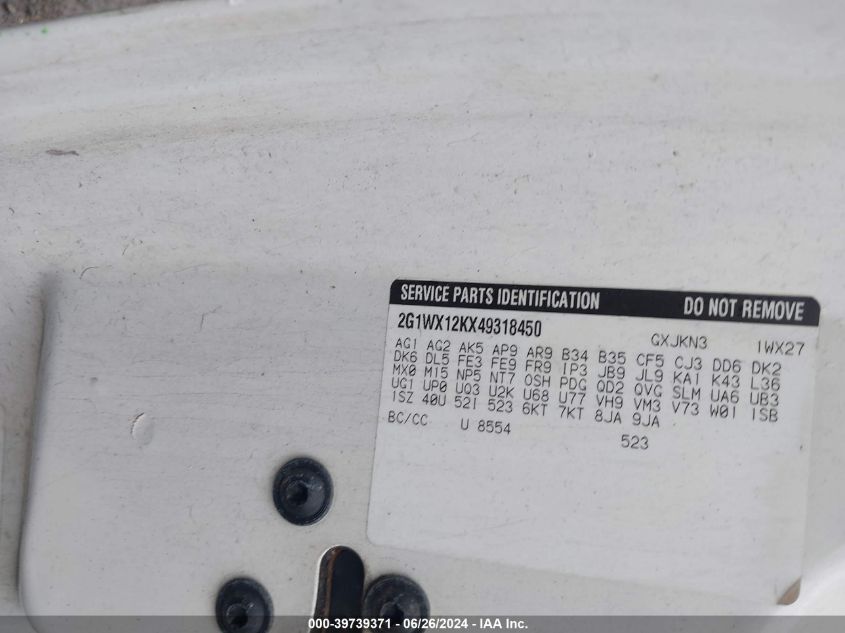 SERVICE PARTS IDENTIFICATION DO NOT REMOVE
2G1WX12KX49318450 GXJKN3 1WX27
AG1 AG2 AK5 AP9 AR9 B34 B35 CF5 CJ3 DD6 DK2
DK6 DL5 FE3 FE9 FR9 IP3 JB9 JL9 KA1 K43 L36
MX0 M15 NP5 NT7 OSH PDG QD2 QVG SLM UA6 UB3
UG1 UP0 UQ3 U2K U68 U77 VH9 VM3 V73 W01 1SB
1SZ 40U 52I 523 6KT 7KT 8JA 9JA
BC/CC U 8554 523
000-39739371 / 06/26/2024 - IAA Inc.